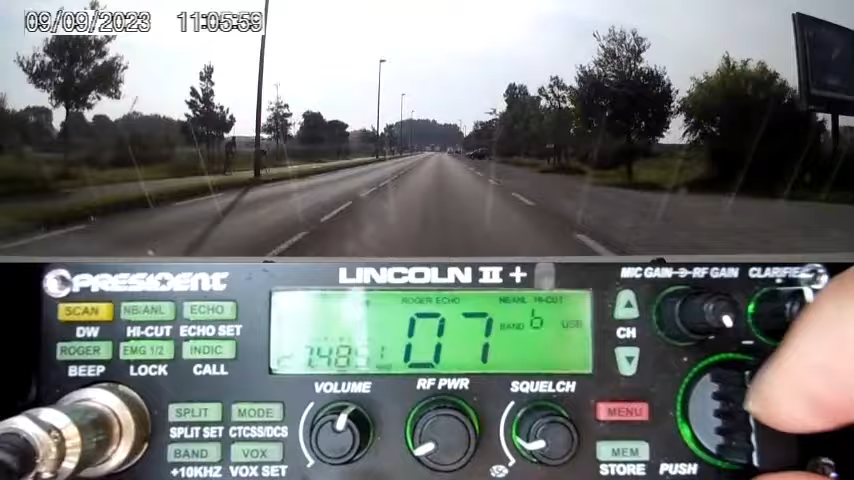 09/09/2023 11:05:59
PRESIDENT LINCOLN II + MIC GAIN RF GAIN CLARIFIE
SCAN NB/ANL ECHO
DW HI-CUT ECHO SET
ROGER EMG 1/2 INDIC
BEEP LOCK CALL
ROGER ECHO NB/ANL HI-CUT
07 BAND 6 USB
CH
VOLUME RF PWR SQUELCH
SPLIT MODE
SPLIT SET CTCSS/DCS
BAND VOX
+10KHZ VOX SET
MENU
MEM
STORE PUSH